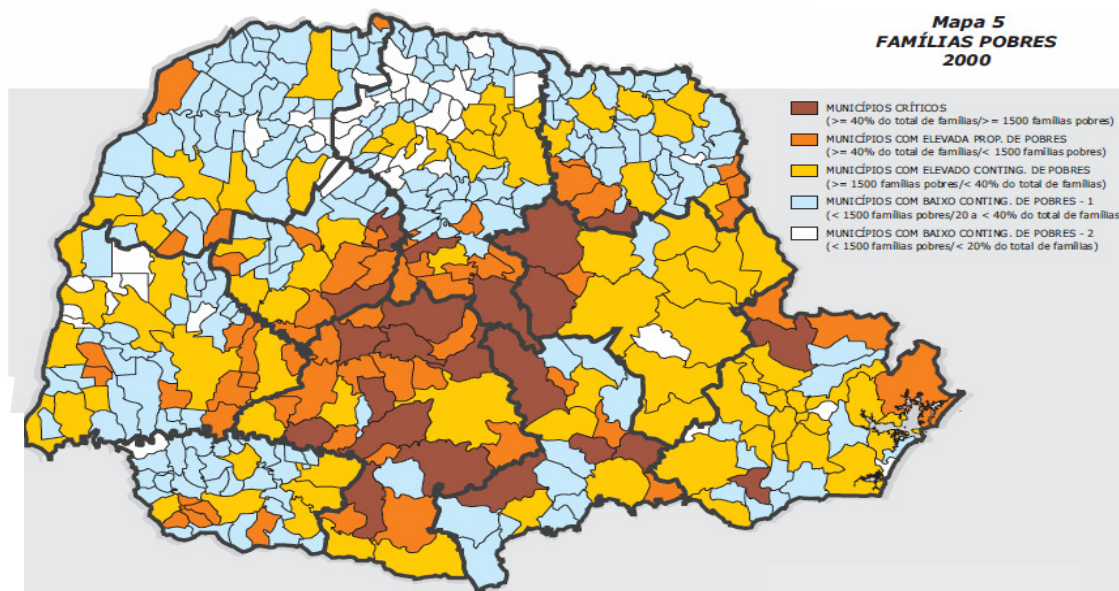 Mapa 5
FAMÍLIAS POBRES
2000
MUNICÍPIOS CRÍTICOS
(>= 40% do total de famílias/>= 1500 famílias pobres)
MUNICÍPIOS COM ELEVADA PROP. DE POBRES
(>= 40% do total de famílias/< 1500 famílias pobres)
MUNICÍPIOS COM ELEVADO CONTING. DE POBRES
(>= 1500 famílias pobres/< 40% do total de famílias)
MUNICÍPIOS COM BAIXO CONTING. DE POBRES - 1
(< 1500 famílias pobres/20 a < 40% do total de famílias
MUNICÍPIOS COM BAIXO CONTING. DE POBRES - 2
(< 1500 famílias pobres/< 20% do total de famílias)